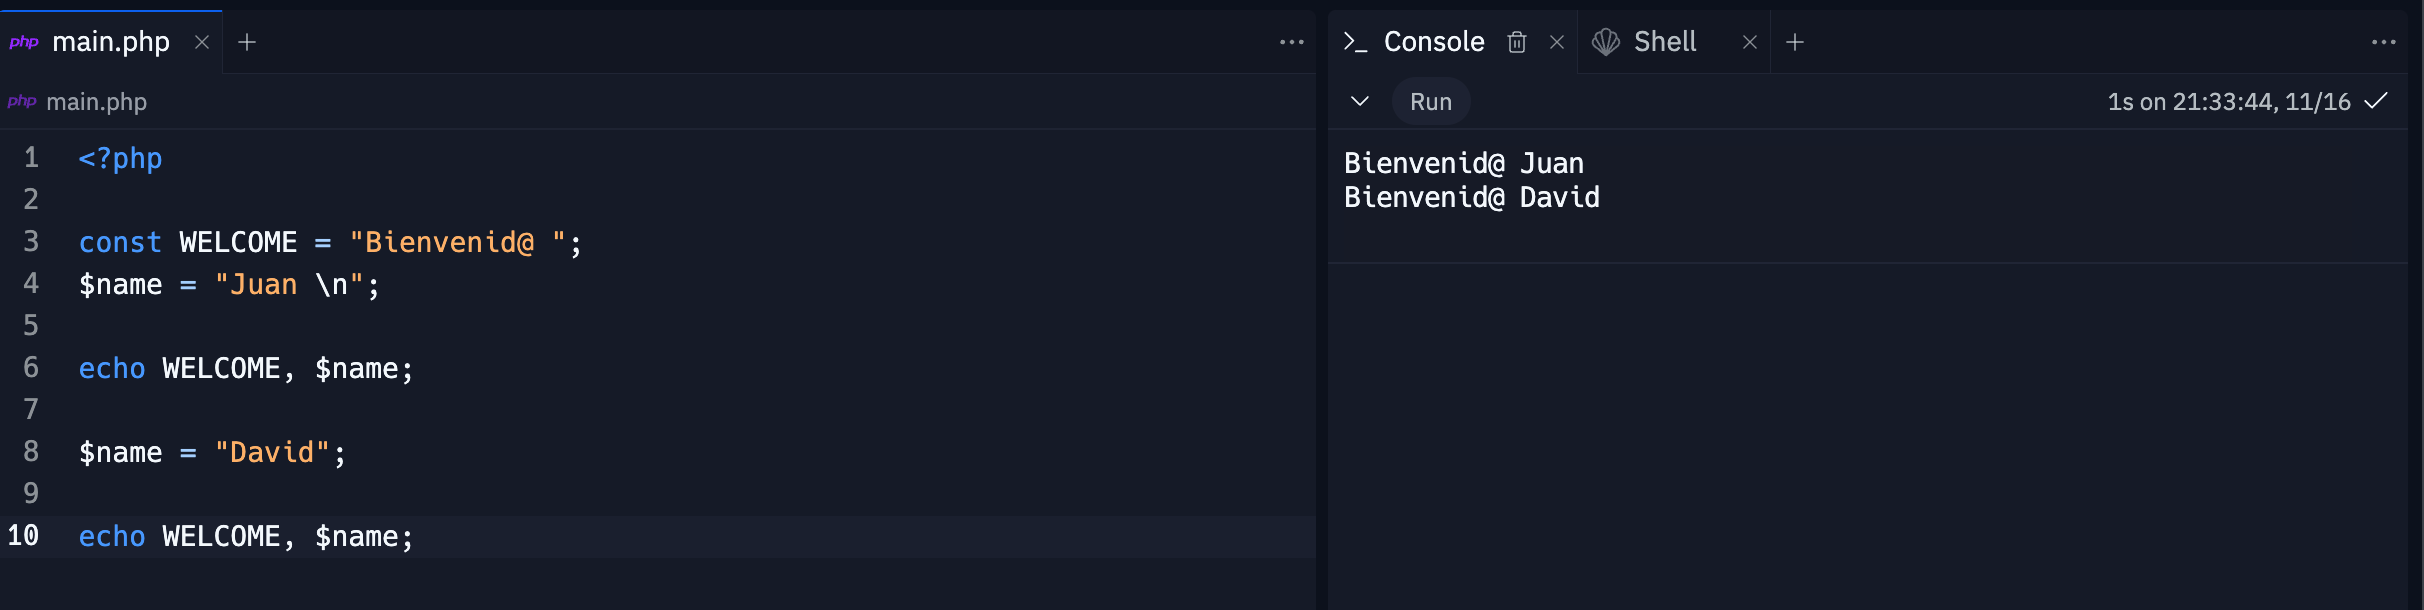 php main.php
php main.php
1 <?php
2
3 const WELCOME = "Bienvenid@ ";
4 $name = "Juan \n";
5
6 echo WELCOME, $name;
7
8 $name = "David";
9
10 echo WELCOME, $name;
Console Shell
Run 1s on 21:33:44, 11/16
Bienvenid@ Juan
Bienvenid@ David